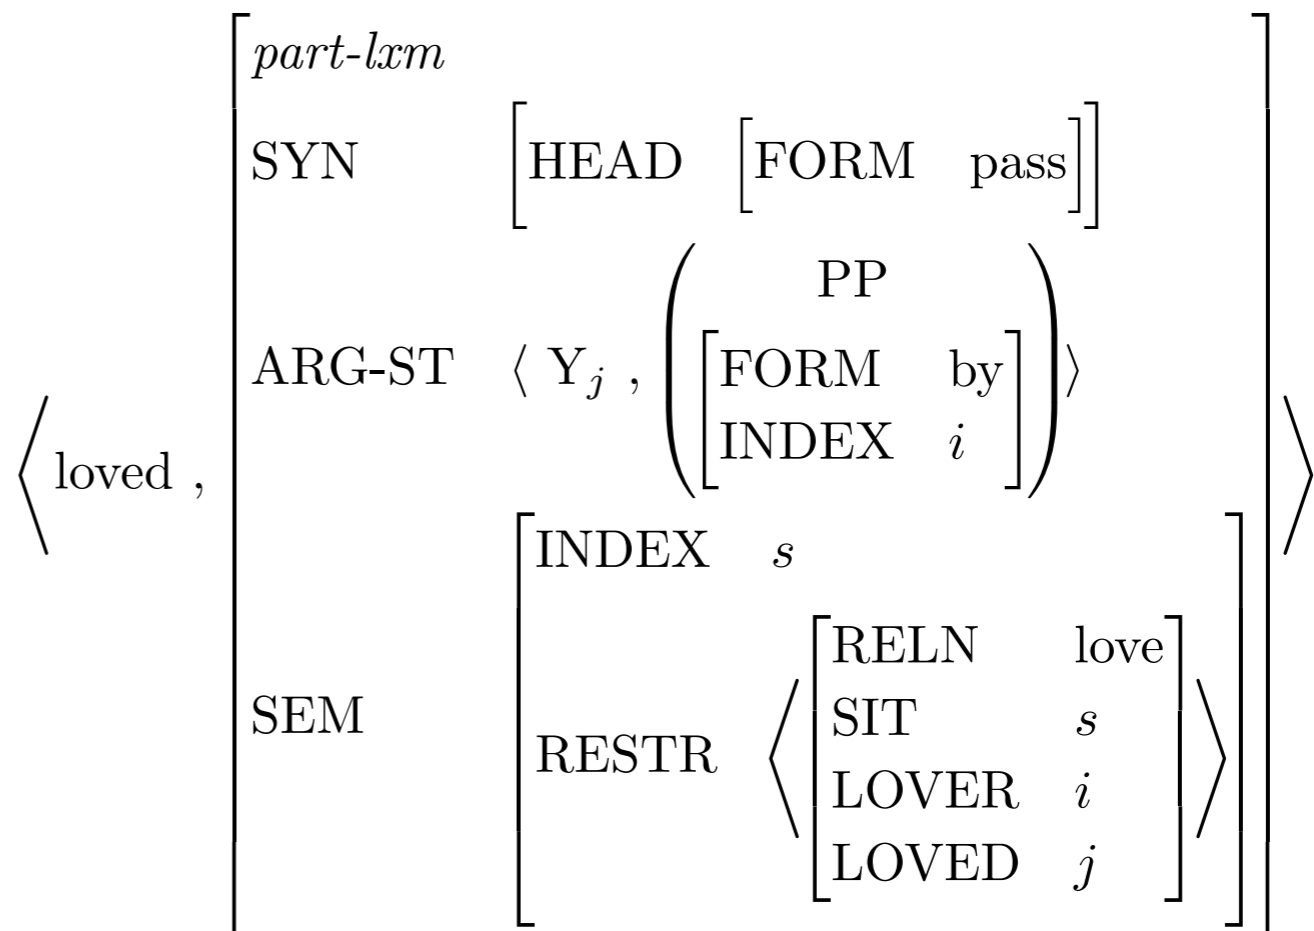 part-lxm
SYN [HEAD [FORM pass]]
PP
ARG-ST ⟨ Y_j , ( [FORM by] ) ⟩
INDEX i
⟨ loved ,
INDEX s
RELN love
SEM
SIT s
RESTR
LOVER i
LOVED j